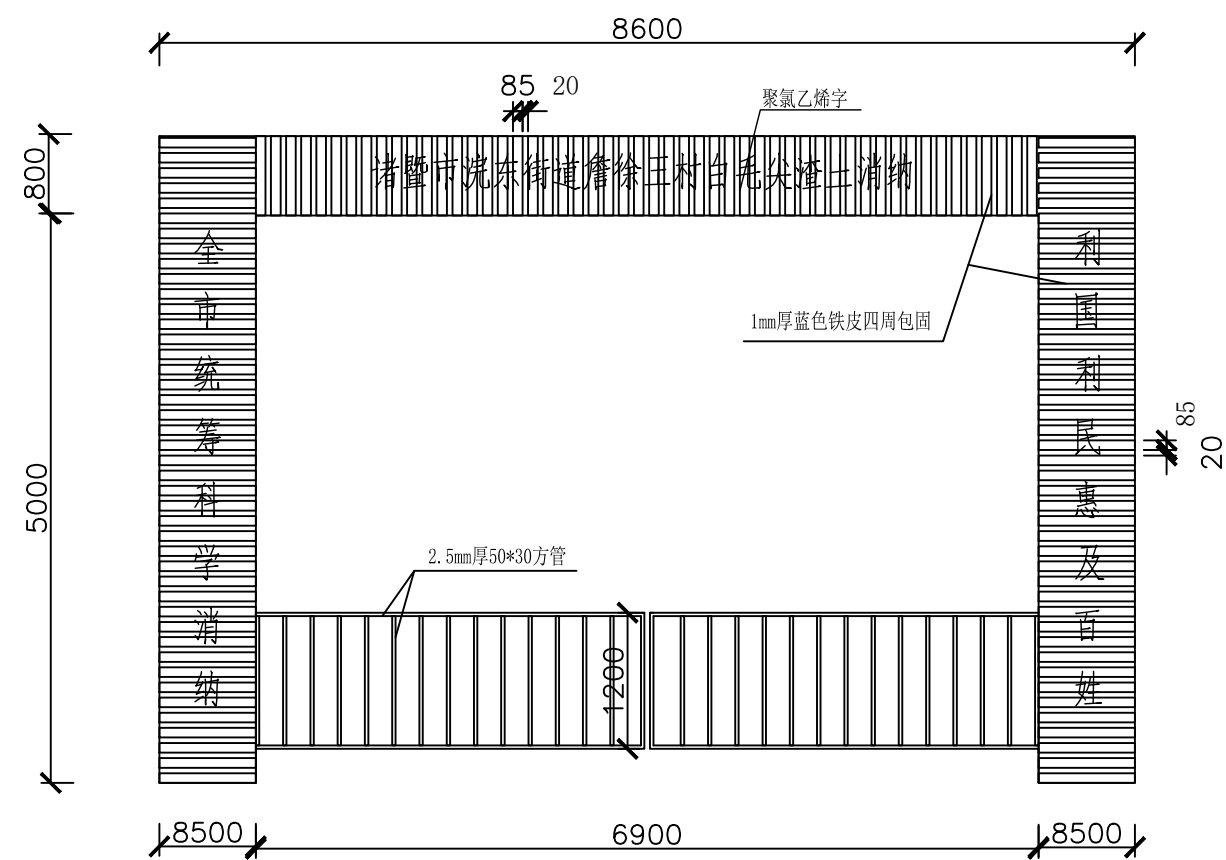 8600
85 20
聚氯乙烯字
800
诸暨市浣东街道詹徐王村白毛尖渣土消纳
全市统筹科学消纳
利国利民惠及百姓
1mm厚蓝色铁皮四周包固
85
20
5000
2.5mm厚50*30方管
1200
8500
6900
8500